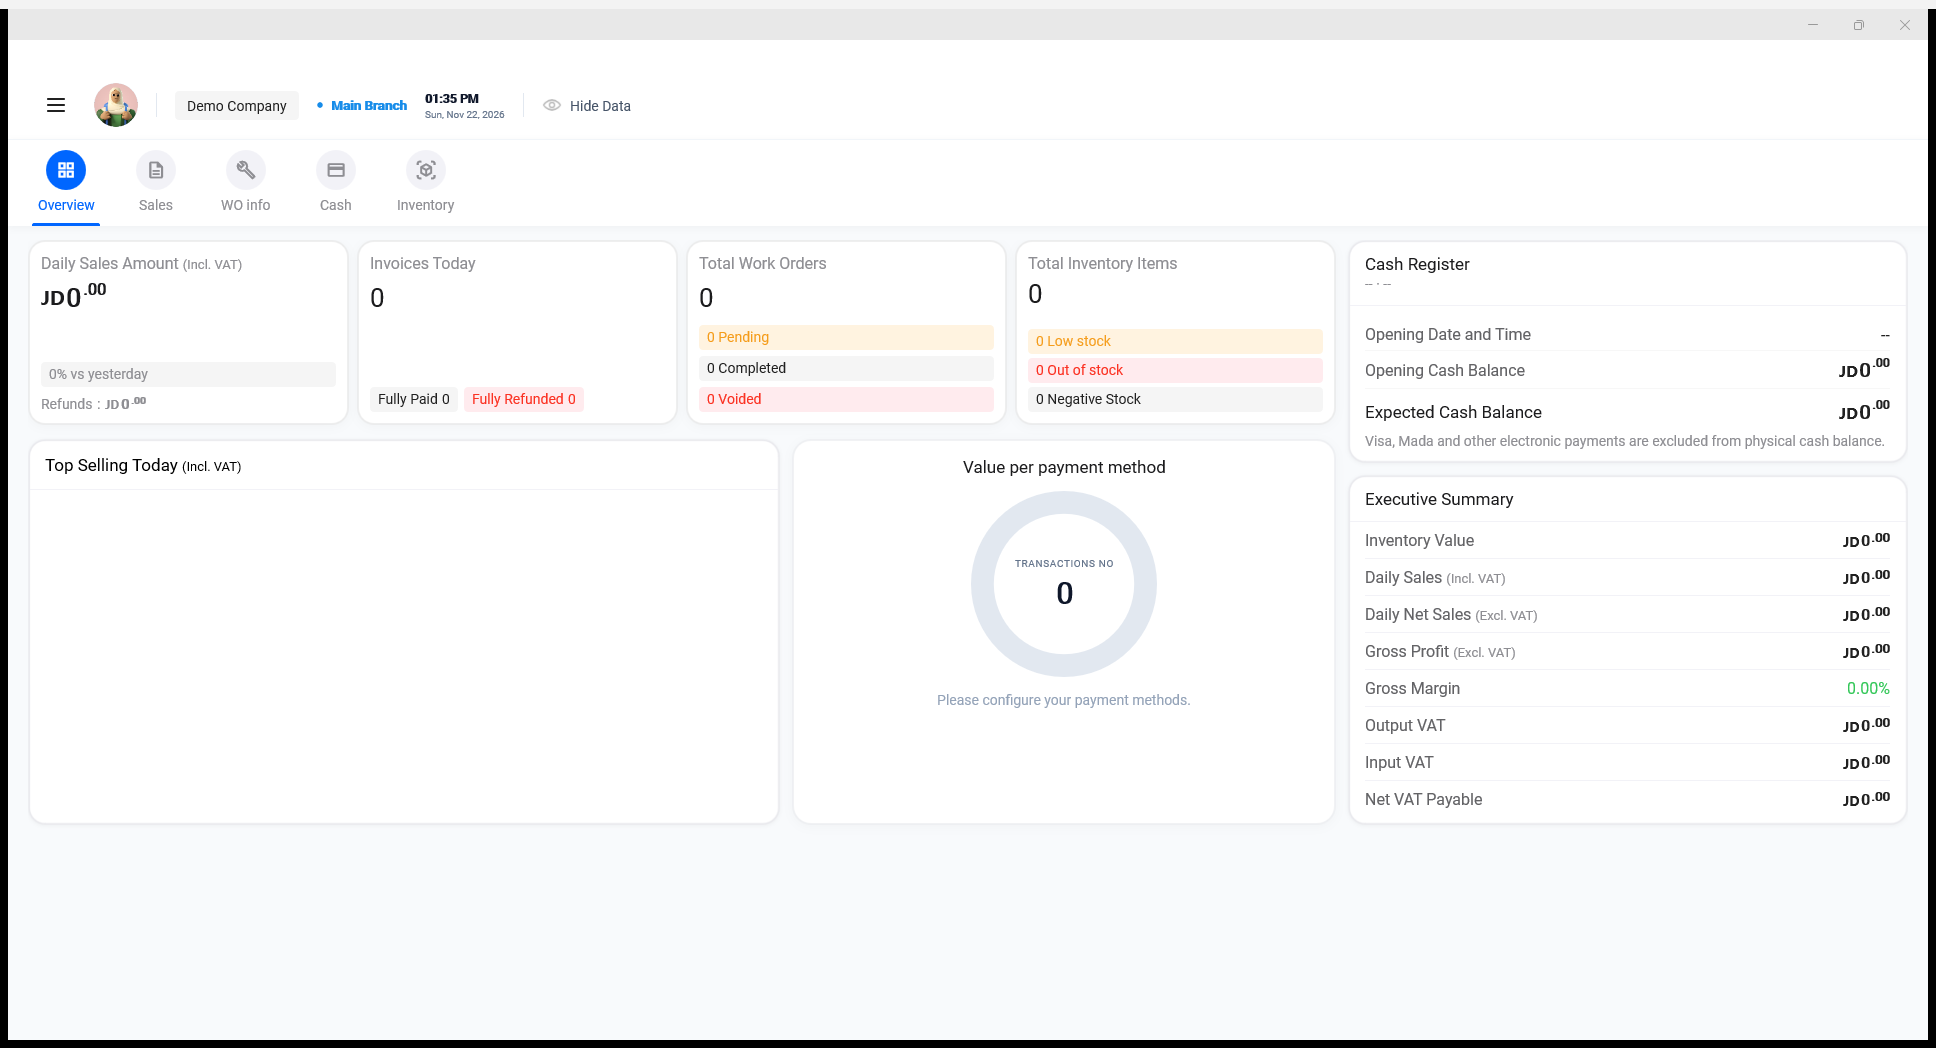 Demo Company
• Main Branch
01:35 PM
Sun, Nov 22, 2026
Hide Data
Overview
Sales
WO info
Cash
Inventory
Daily Sales Amount (Incl. VAT)
JD0.00
0% vs yesterday
Refunds : JD0.00
Invoices Today
0
Fully Paid 0
Fully Refunded 0
Total Work Orders
0
0 Pending
0 Completed
0 Voided
Total Inventory Items
0
0 Low stock
0 Out of stock
0 Negative Stock
Cash Register
-- · --
Opening Date and Time --
Opening Cash Balance JD0.00
Expected Cash Balance JD0.00
Visa, Mada and other electronic payments are excluded from physical cash balance.
Top Selling Today (Incl. VAT)
Value per payment method
TRANSACTIONS NO
0
Please configure your payment methods.
Executive Summary
Inventory Value JD0.00
Daily Sales (Incl. VAT) JD0.00
Daily Net Sales (Excl. VAT) JD0.00
Gross Profit (Excl. VAT) JD0.00
Gross Margin 0.00%
Output VAT JD0.00
Input VAT JD0.00
Net VAT Payable JD0.00